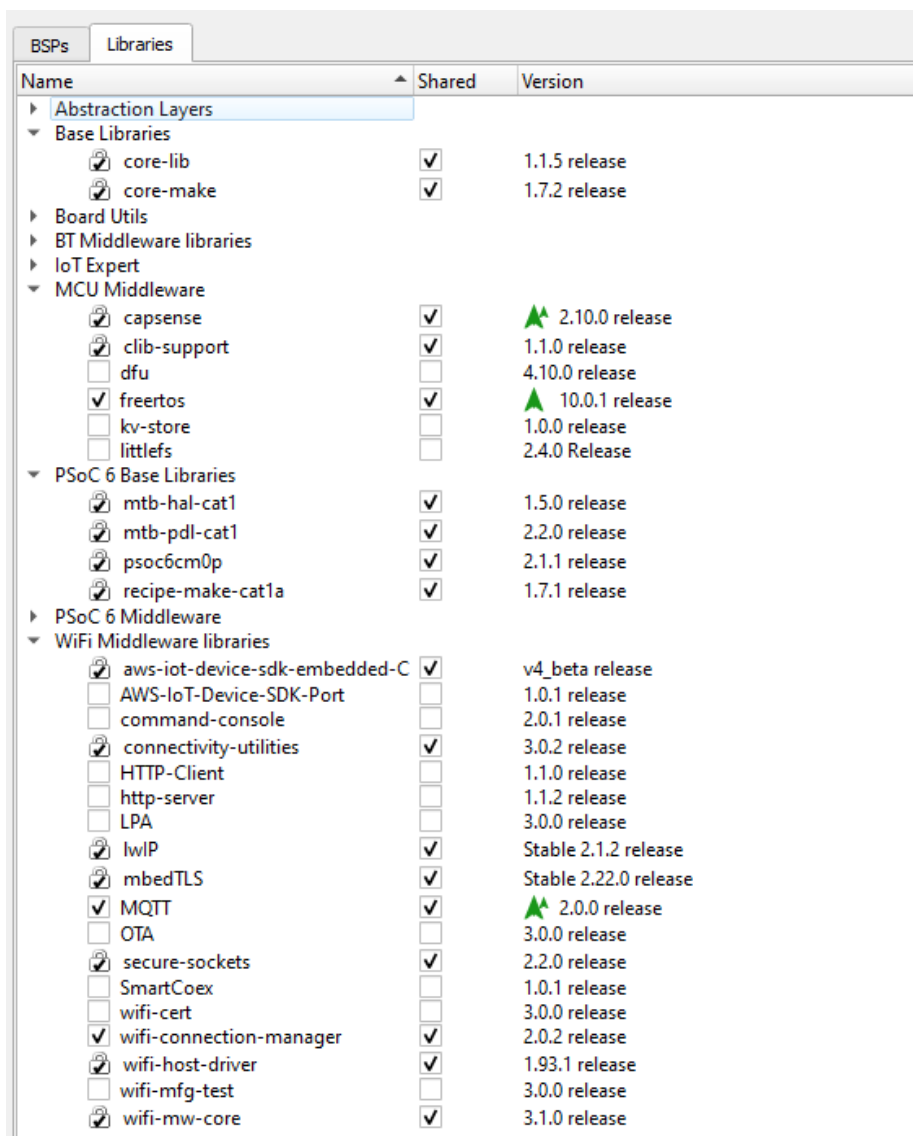 BSPs Libraries
Name Shared Version
Abstraction Layers
Base Libraries
core-lib 1.1.5 release
core-make 1.7.2 release
Board Utils
BT Middleware libraries
IoT Expert
MCU Middleware
capsense 2.10.0 release
clib-support 1.1.0 release
dfu 4.10.0 release
freertos 10.0.1 release
kv-store 1.0.0 release
littlefs 2.4.0 Release
PSoC 6 Base Libraries
mtb-hal-cat1 1.5.0 release
mtb-pdl-cat1 2.2.0 release
psoc6cm0p 2.1.1 release
recipe-make-cat1a 1.7.1 release
PSoC 6 Middleware
WiFi Middleware libraries
aws-iot-device-sdk-embedded-C v4_beta release
AWS-IoT-Device-SDK-Port 1.0.1 release
command-console 2.0.1 release
connectivity-utilities 3.0.2 release
HTTP-Client 1.1.0 release
http-server 1.1.2 release
LPA 3.0.0 release
lwIP Stable 2.1.2 release
mbedTLS Stable 2.22.0 release
MQTT 2.0.0 release
OTA 3.0.0 release
secure-sockets 2.2.0 release
SmartCoex 1.0.1 release
wifi-cert 3.0.0 release
wifi-connection-manager 2.0.2 release
wifi-host-driver 1.93.1 release
wifi-mfg-test 3.0.0 release
wifi-mw-core 3.1.0 release